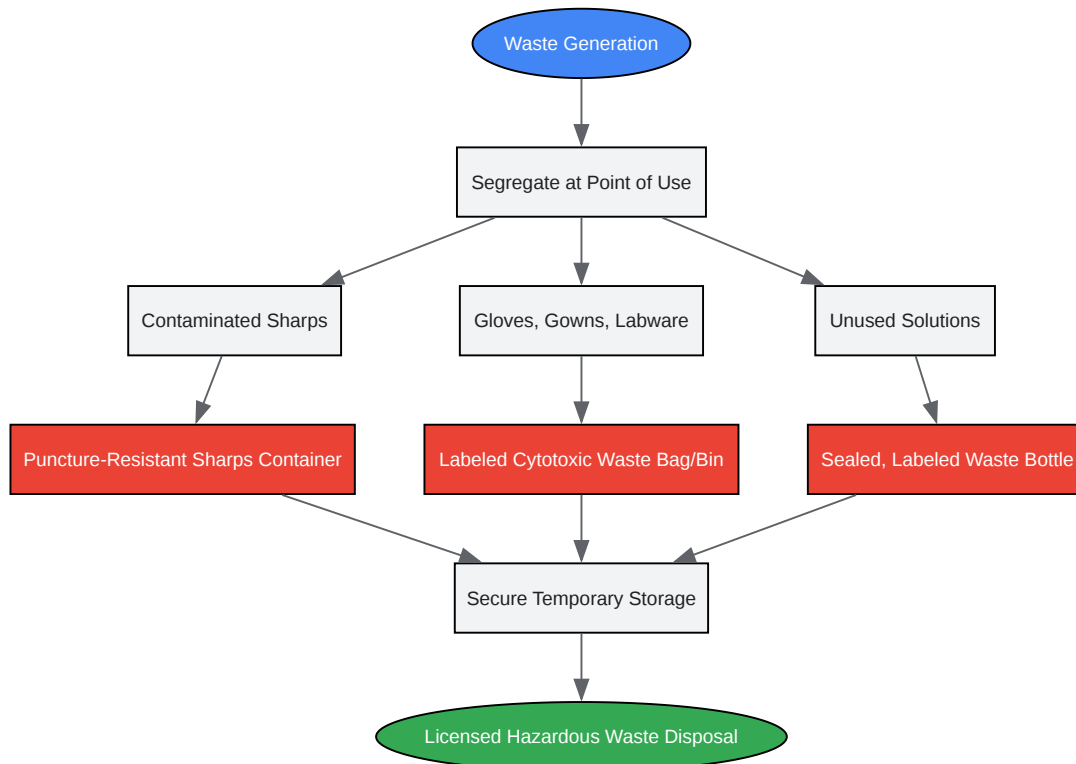 Waste Generation
Segregate at Point of Use
Contaminated Sharps
Gloves, Gowns, Labware
Unused Solutions
Puncture-Resistant Sharps Container
Labeled Cytotoxic Waste Bag/Bin
Sealed, Labeled Waste Bottle
Secure Temporary Storage
Licensed Hazardous Waste Disposal